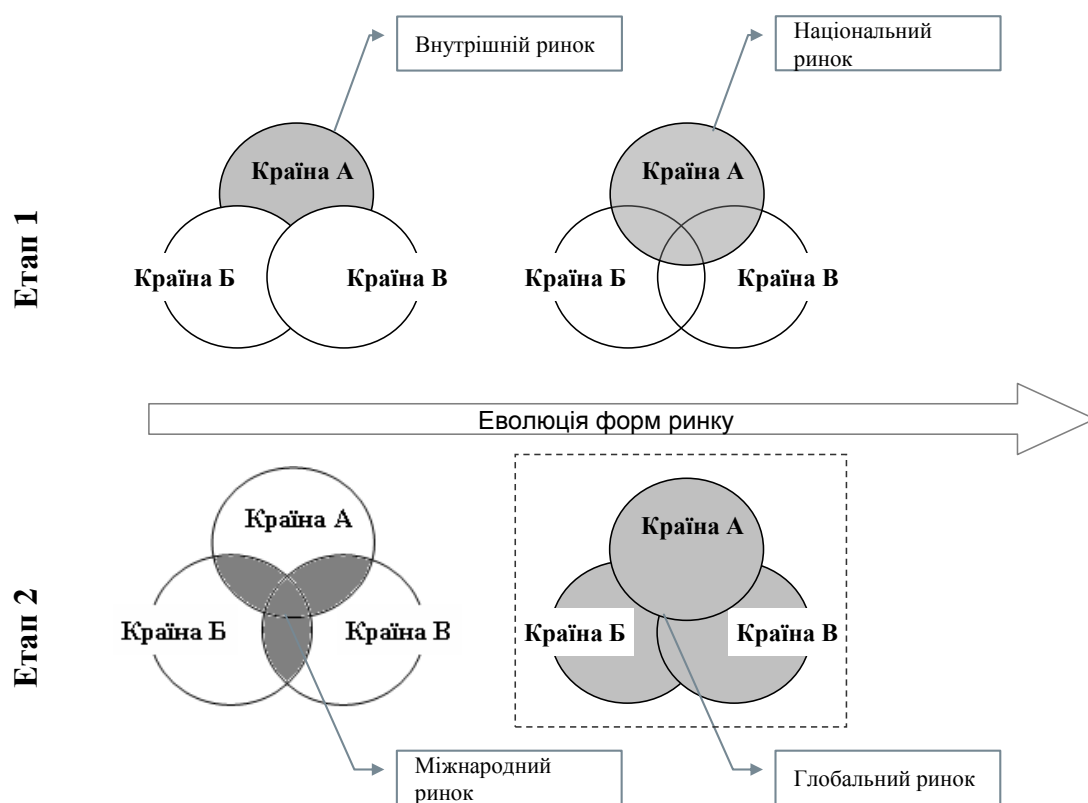 Внутрішній ринок
Національний
ринок
Етап 1
Країна А
Країна Б
Країна В
Країна А
Країна Б
Країна В
Еволюція форм ринку
Етап 2
Країна А
Країна Б
Країна В
Країна А
Країна Б
Країна В
Міжнародний
ринок
Глобальний ринок